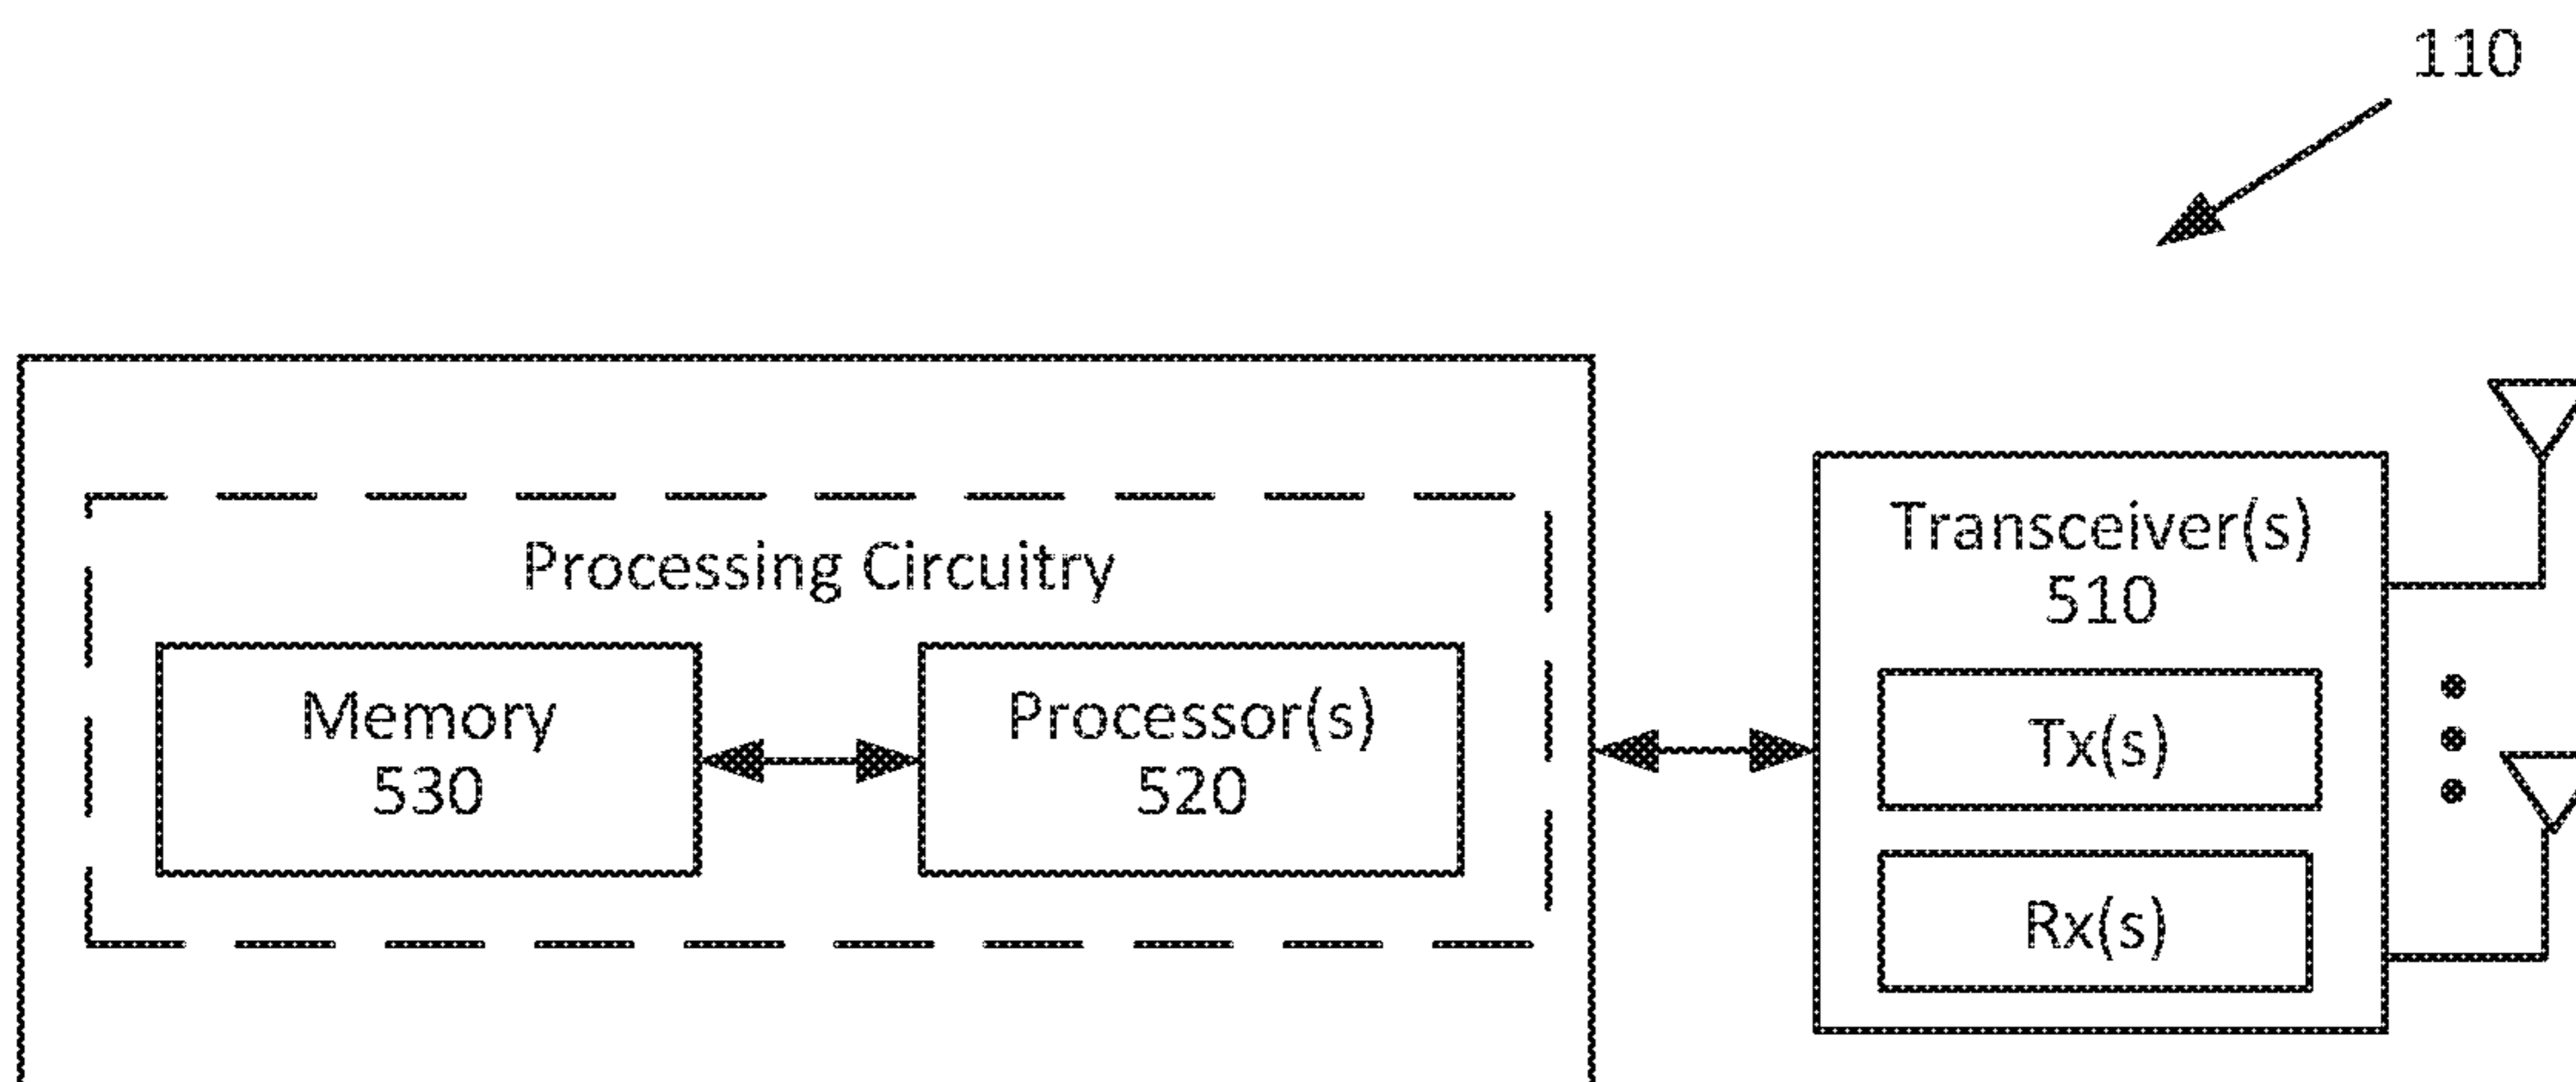 110
Processing Circuitry
Memory
530
Processor(s)
520
Transceiver(s)
510
Tx(s)
Rx(s)